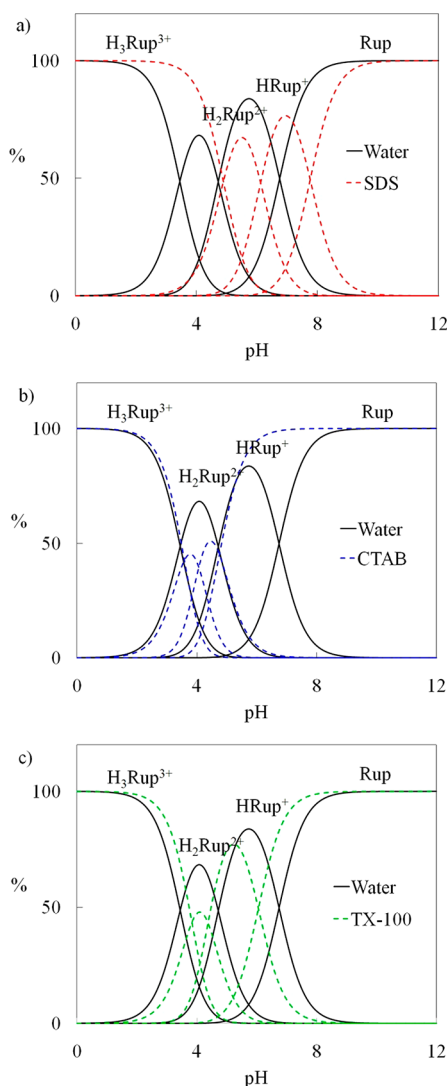 a)
H₃Rup³⁺ Rup
100
HRup⁺
H₂Rup²⁺
%
50
Water
SDS
0
0 4 8 12
pH
b)
H₃Rup³⁺ Rup
100
HRup⁺
H₂Rup²⁺
%
50
Water
CTAB
0
0 4 8 12
pH
c)
H₃Rup³⁺ Rup
100
HRup⁺
H₂Rup²⁺
%
50
Water
TX-100
0
0 4 8 12
pH